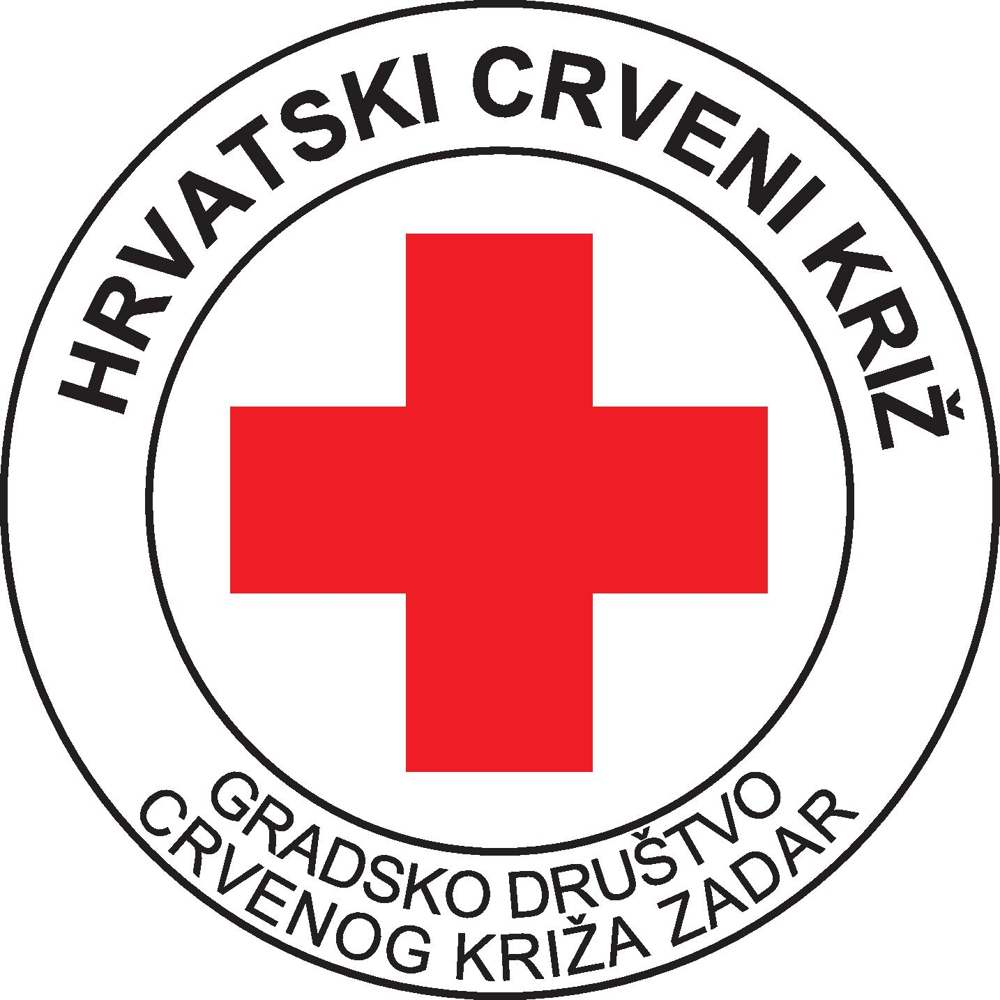 HRVATSKI CRVENI KRIŽ
GRADSKO DRUŠTVO
CRVENOG KRIŽA ZADAR